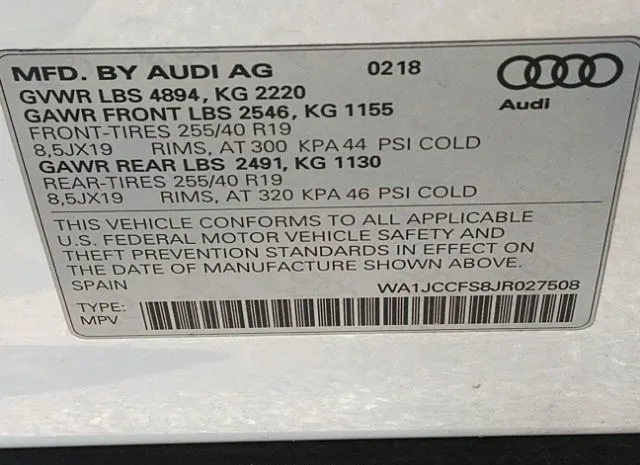 MFD. BY AUDI AG 0218
GVWR LBS 4894, KG 2220
GAWR FRONT LBS 2546, KG 1155
Audi
FRONT-TIRES 255/40 R19
8,5JX19 RIMS, AT 300 KPA 44 PSI COLD
GAWR REAR LBS 2491, KG 1130
REAR-TIRES 255/40 R19
8,5JX19 RIMS, AT 320 KPA 46 PSI COLD
THIS VEHICLE CONFORMS TO ALL APPLICABLE
U.S. FEDERAL MOTOR VEHICLE SAFETY AND
THEFT PREVENTION STANDARDS IN EFFECT ON
THE DATE OF MANUFACTURE SHOWN ABOVE.
SPAIN WA1JCCFS8JR027508
TYPE:
MPV